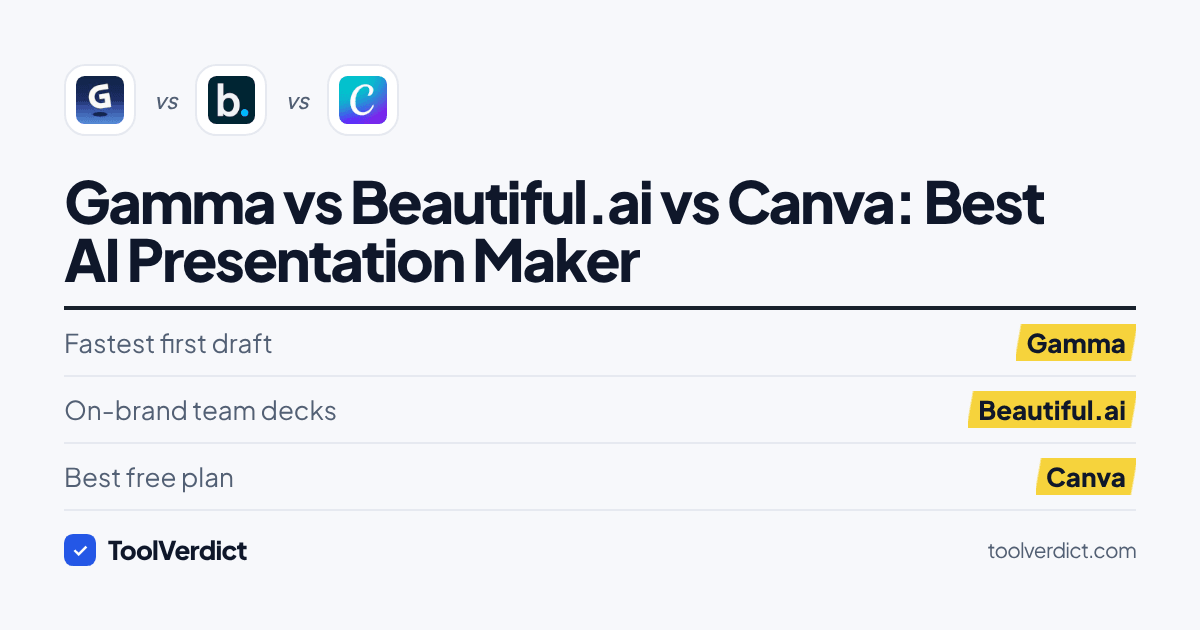 G vs b. vs C
Gamma vs Beautiful.ai vs Canva: Best
AI Presentation Maker
Fastest first draft Gamma
On-brand team decks Beautiful.ai
Best free plan Canva
ToolVerdict toolverdict.com